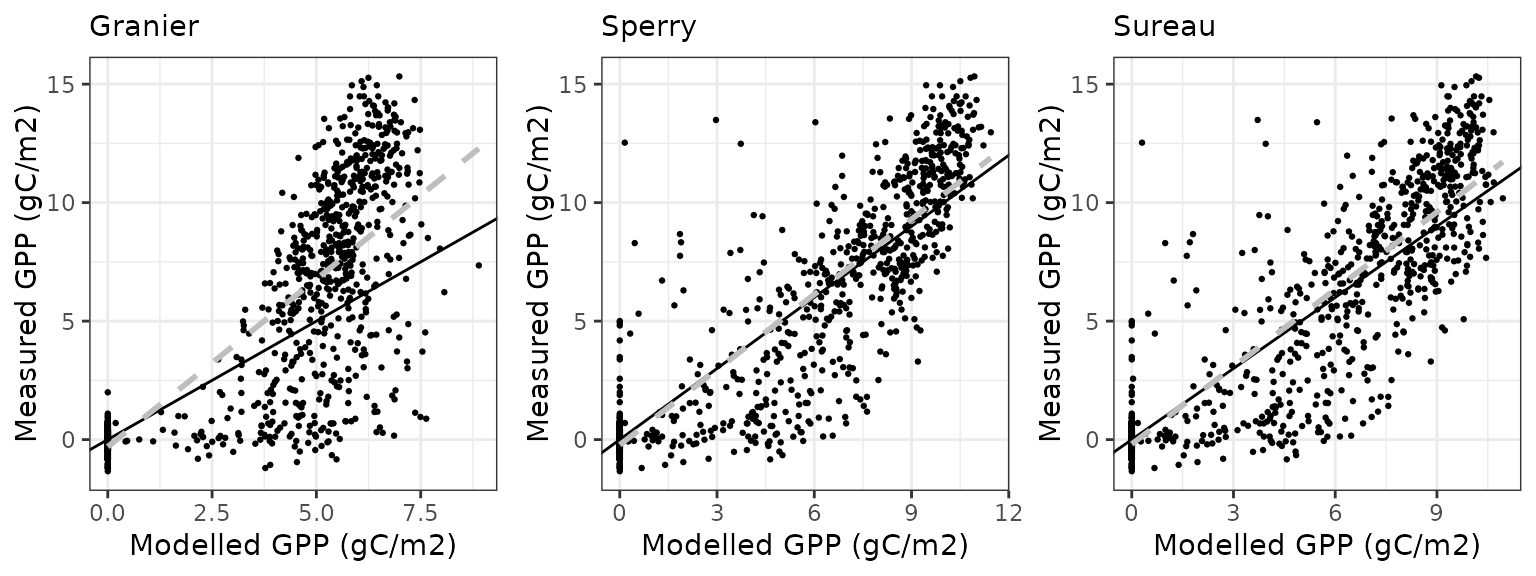 Granier
Sperry
Sureau
Measured GPP (gC/m2)
15
10
5
0
0.0
2.5
5.0
7.5
Modelled GPP (gC/m2)
Measured GPP (gC/m2)
15
10
5
0
0
3
6
9
12
Modelled GPP (gC/m2)
Measured GPP (gC/m2)
15
10
5
0
0
3
6
9
Modelled GPP (gC/m2)